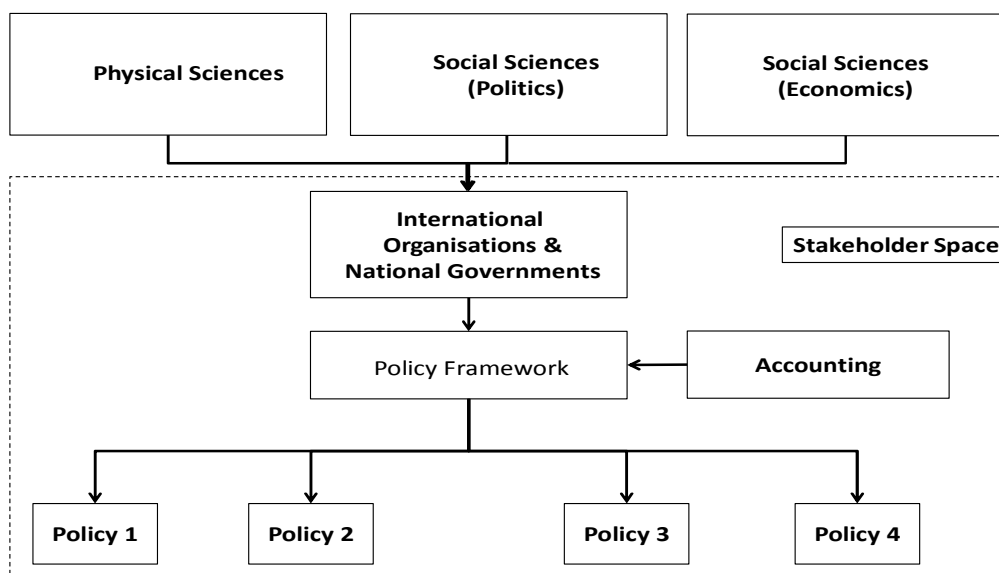 Physical Sciences
Social Sciences
(Politics)
Social Sciences
(Economics)
International
Organisations &
National Governments
Stakeholder Space
Policy Framework
Accounting
Policy 1
Policy 2
Policy 3
Policy 4